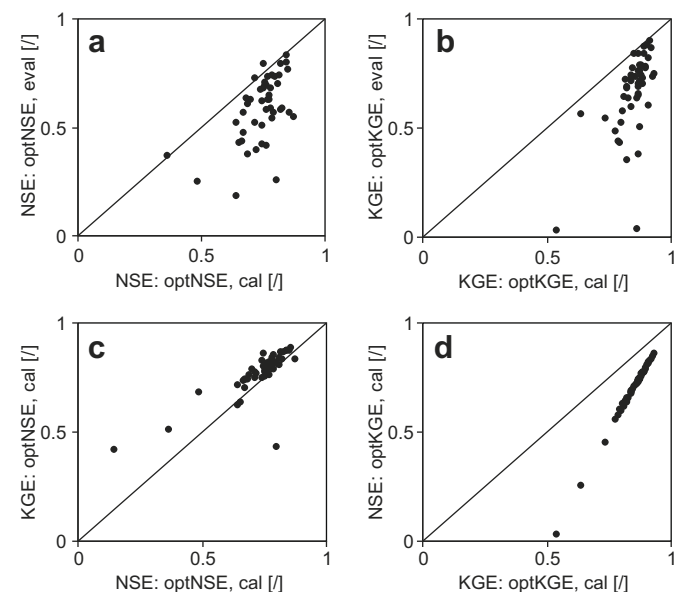 1
a
NSE: optNSE, eval [/]
0.5
0
0
0.5
1
NSE: optNSE, cal [/]
1
b
KGE: optKGE, eval [/]
0.5
0
0
0.5
1
KGE: optKGE, cal [/]
1
c
KGE: optNSE, cal [/]
0.5
0
0
0.5
1
NSE: optNSE, cal [/]
1
d
NSE: optKGE, cal [/]
0.5
0
0
0.5
1
KGE: optKGE, cal [/]